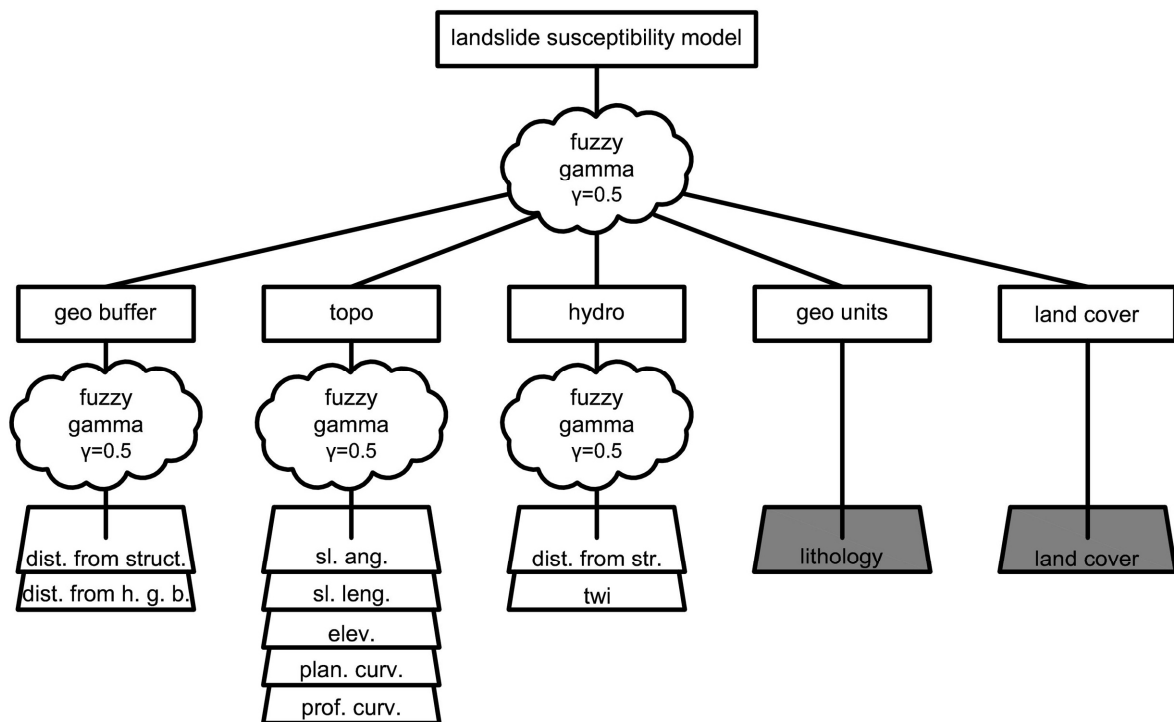 landslide susceptibility model
fuzzy
gamma
γ=0.5
geo buffer
topo
hydro
geo units
land cover
fuzzy
gamma
γ=0.5
fuzzy
gamma
γ=0.5
fuzzy
gamma
γ=0.5
dist. from struct.
dist. from h. g. b.
sl. ang.
sl. leng.
elev.
plan. curv.
prof. curv.
dist. from str.
twi
lithology
land cover